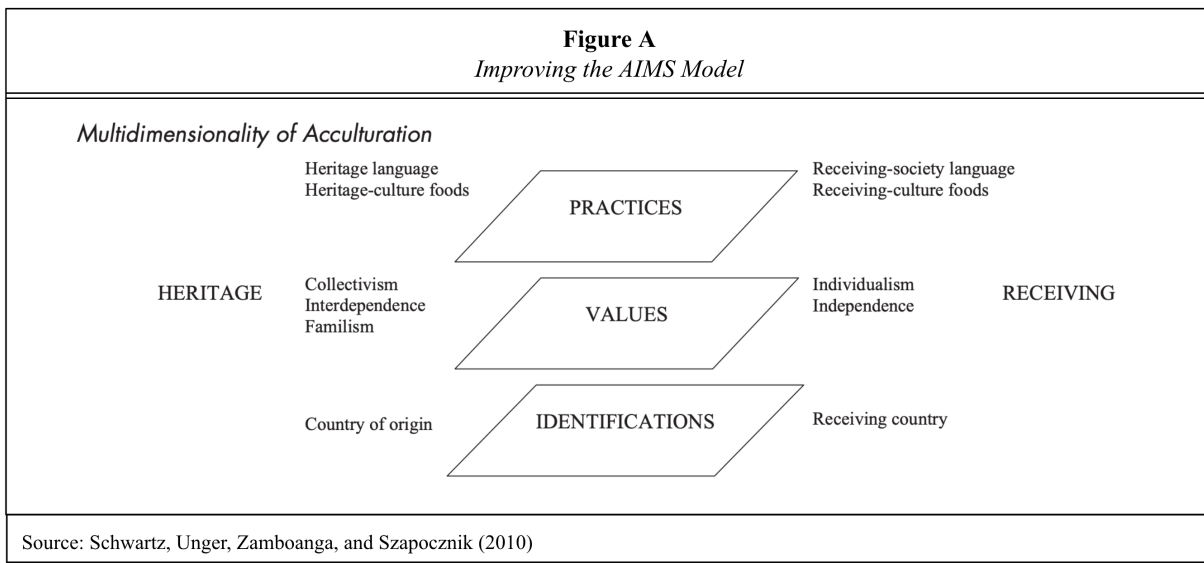 Figure A
Improving the AIMS Model
Multidimensionality of Acculturation
Heritage language
Heritage-culture foods
PRACTICES
Receiving-society language
Receiving-culture foods
HERITAGE
Collectivism
Interdependence
Familism
VALUES
Individualism
Independence
RECEIVING
Country of origin
IDENTIFICATIONS
Receiving country
Source: Schwartz, Unger, Zamboanga, and Szapocznik (2010)